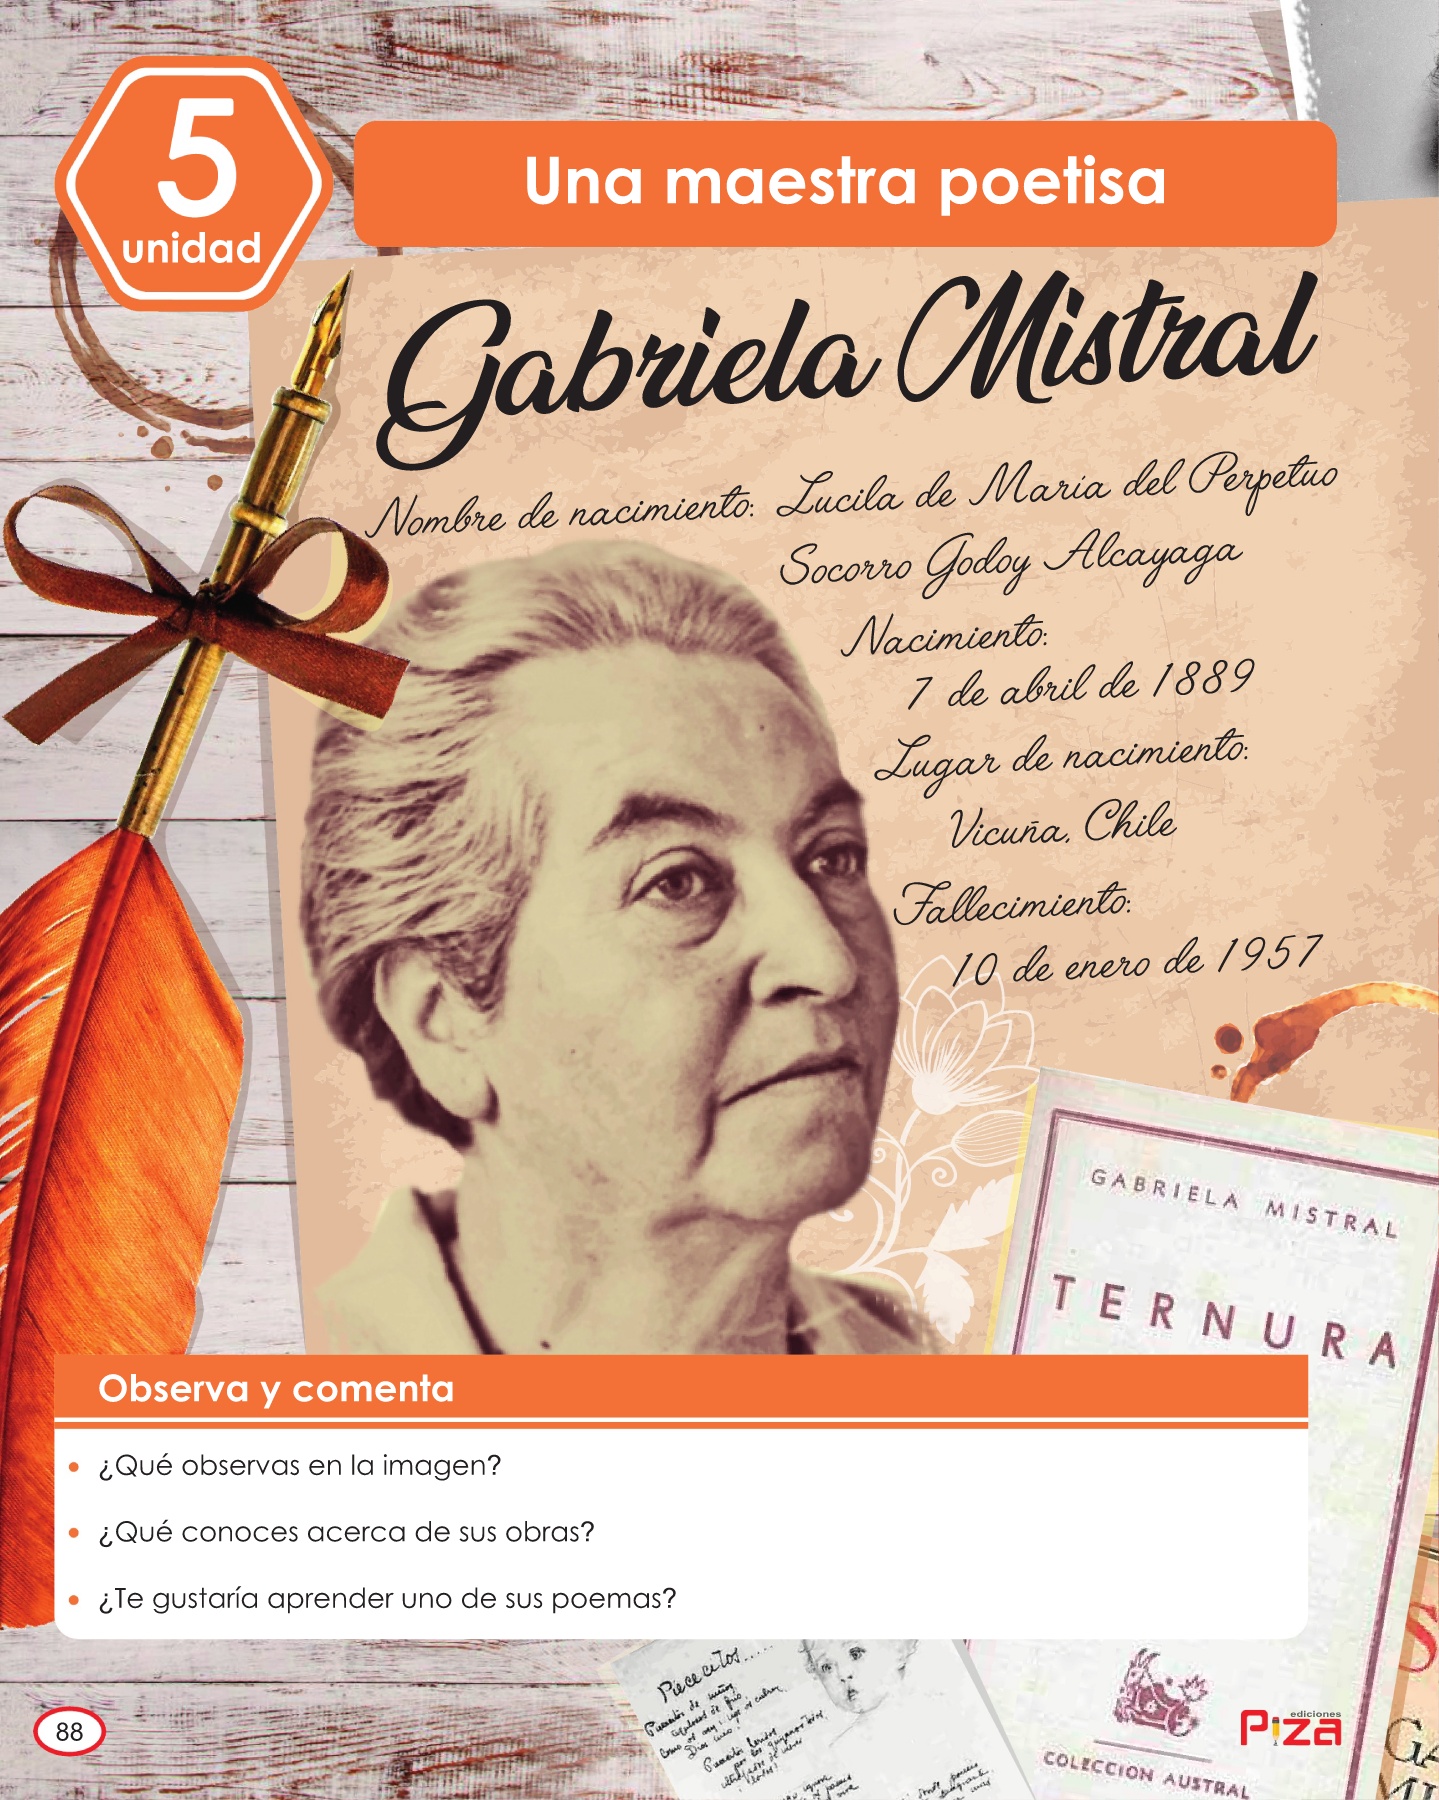 5
unidad
Una maestra poetisa
Gabriela Mistral
Nombre de nacimiento: Lucila de María del Perpetuo
Socorro Godoy Alcayaga
Nacimiento:
7 de abril de 1889
Lugar de nacimiento:
Vicuña, Chile
Fallecimiento:
10 de enero de 1957
GABRIELA MISTRAL
TERNURA
Observa y comenta
• ¿Qué observas en la imagen?
• ¿Qué conoces acerca de sus obras?
• ¿Te gustaría aprender uno de sus poemas?
Piececitos.....
COLECCION AUSTRAL
88
ediciones
Piza